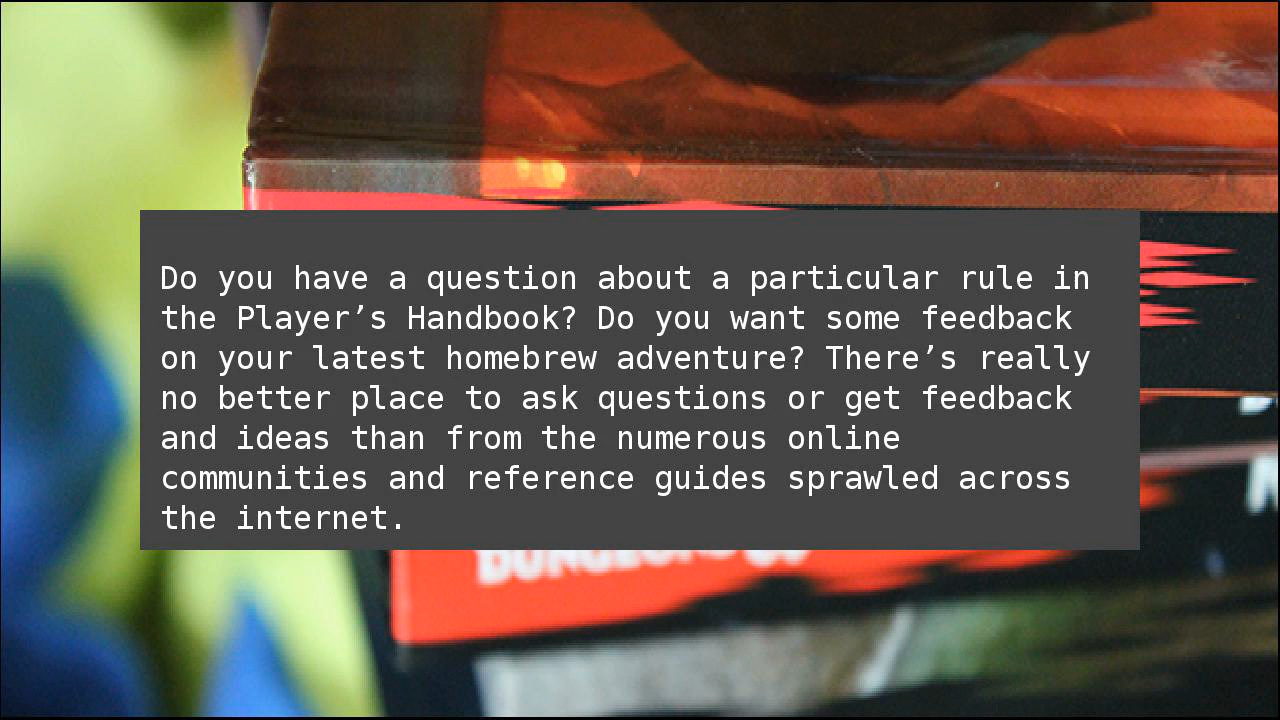 Do you have a question about a particular rule in
the Player’s Handbook? Do you want some feedback
on your latest homebrew adventure? There’s really
no better place to ask questions or get feedback
and ideas than from the numerous online
communities and reference guides sprawled across
the internet.